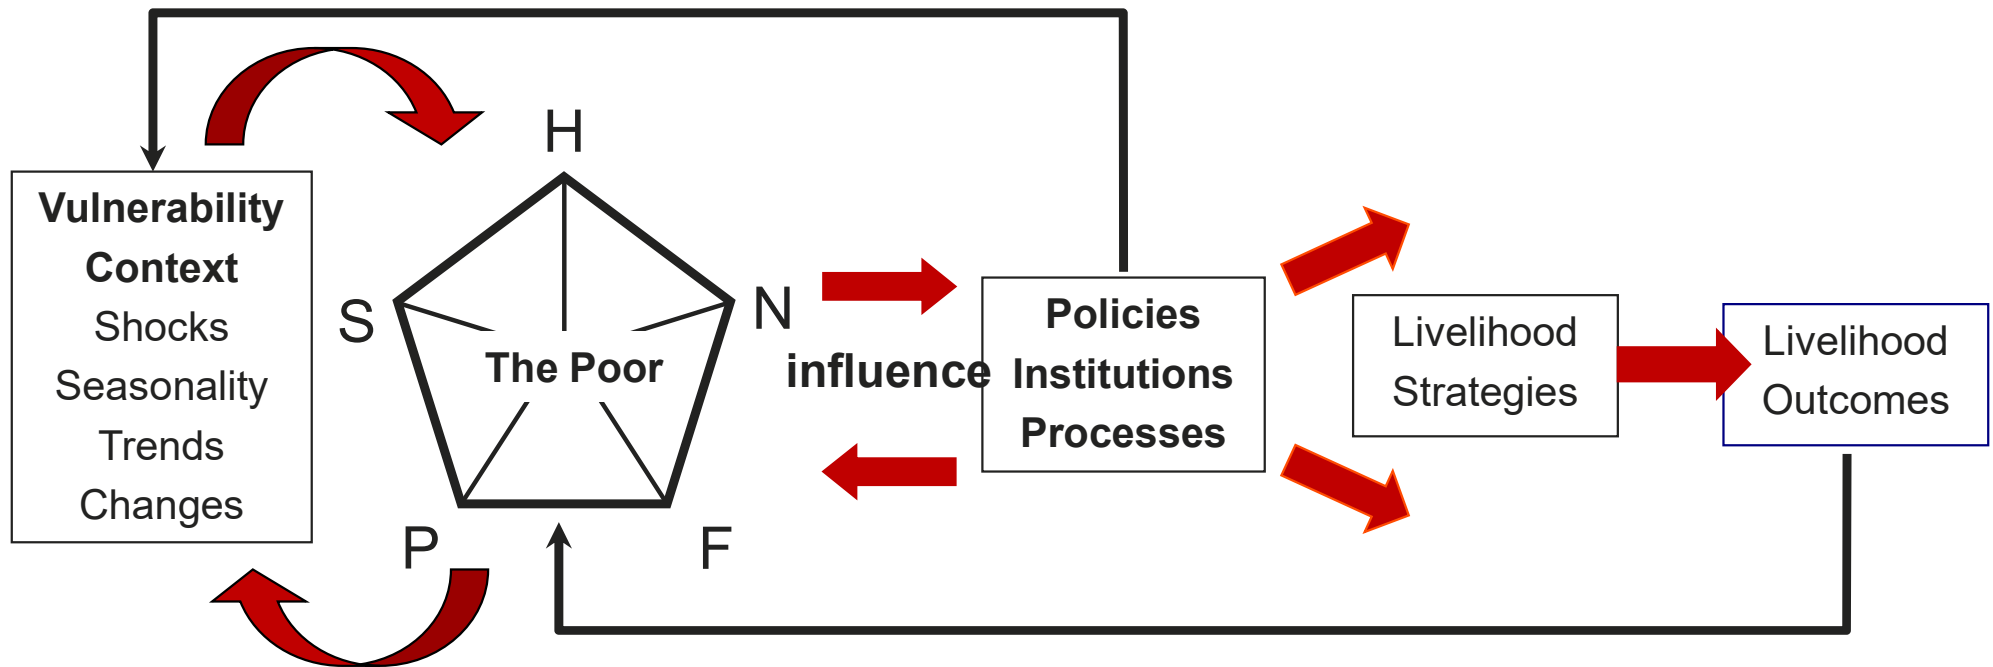 Vulnerability
Context
Shocks
Seasonality
Trends
Changes
H
S
N
The Poor
P
F
influence
Policies
Institutions
Processes
Livelihood
Strategies
Livelihood
Outcomes